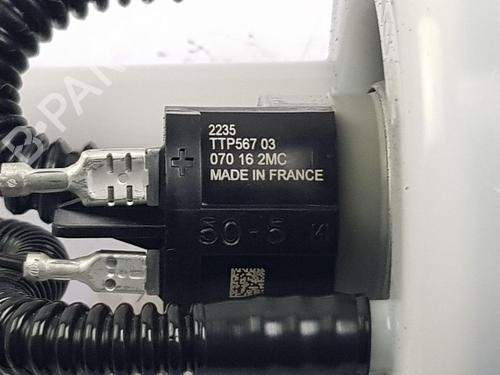 2235
TTP567 03
070 16 2MC
MADE IN FRANCE
+
50-5